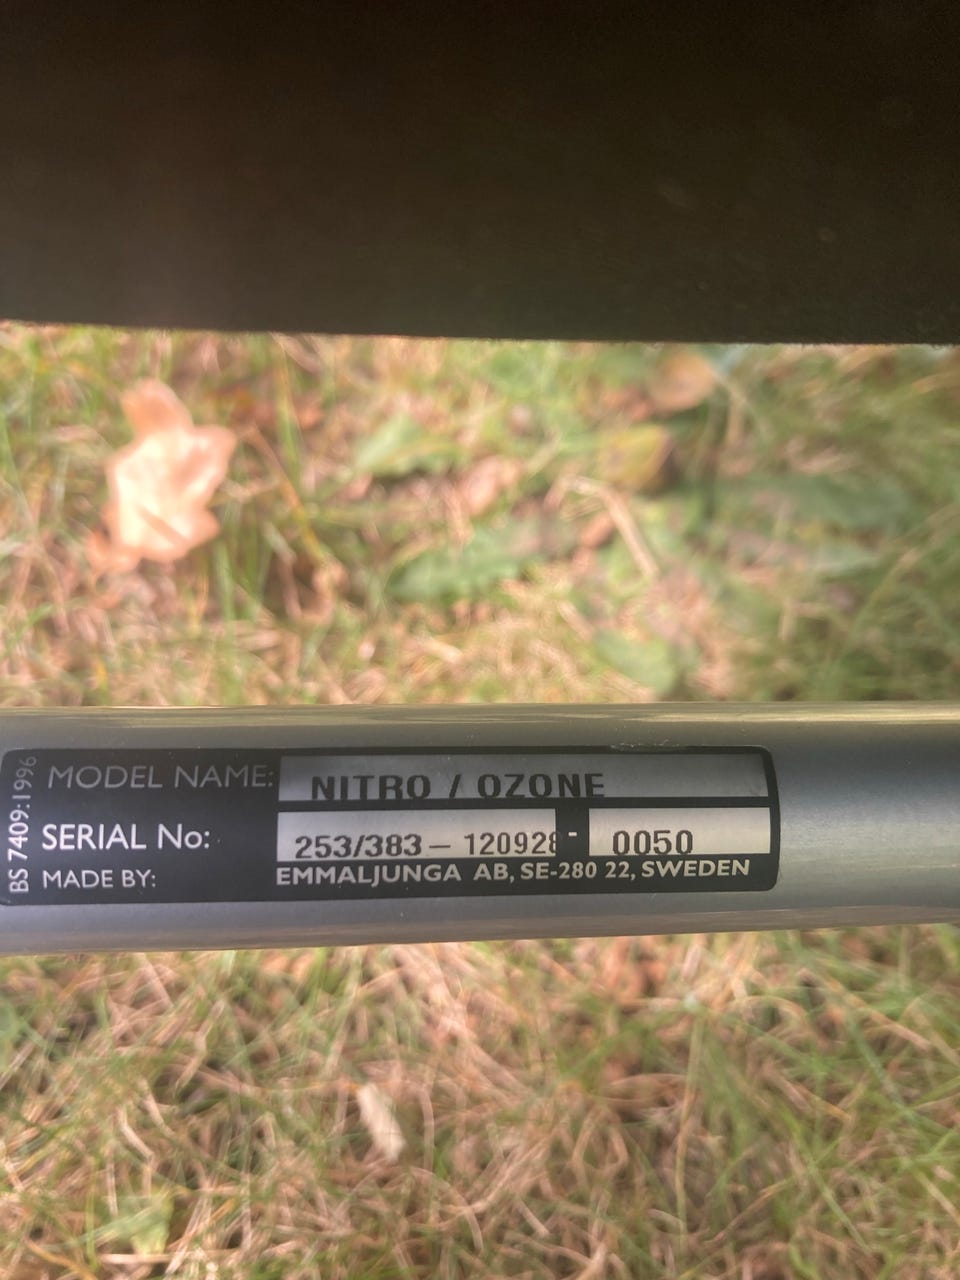 BS 7409:1996
MODEL NAME: NITRO / OZONE
SERIAL No: 253/383 – 120928 - 0050
MADE BY: EMMALJUNGA AB, SE-280 22, SWEDEN